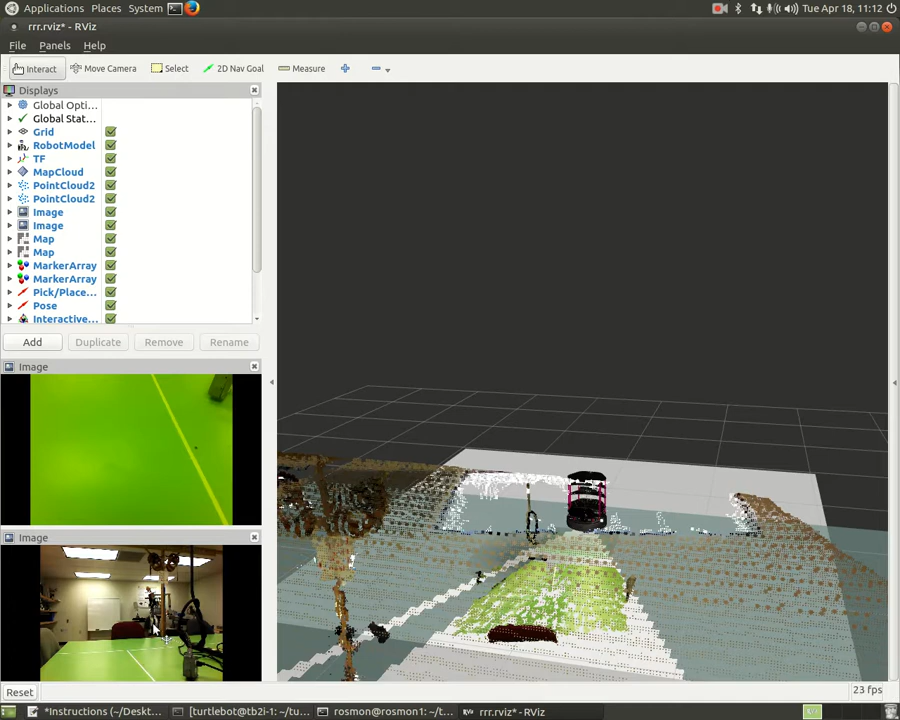 Applications Places System
Tue Apr 18, 11:12
rrr.rviz* - RViz
File Panels Help
Interact Move Camera Select 2D Nav Goal Measure
Displays
Global Opti...
Global Stat...
Grid
RobotModel
TF
MapCloud
PointCloud2
PointCloud2
Image
Image
Map
Map
MarkerArray
MarkerArray
Pick/Place...
Pose
Interactive...
Add Duplicate Remove Rename
Image
Image
Reset
23 fps
*Instructions (~/Deskt... [turtlebot@tb2i-1: ~/tu... rosmon@rosmon1: ~/t... rrr.rviz* - RViz